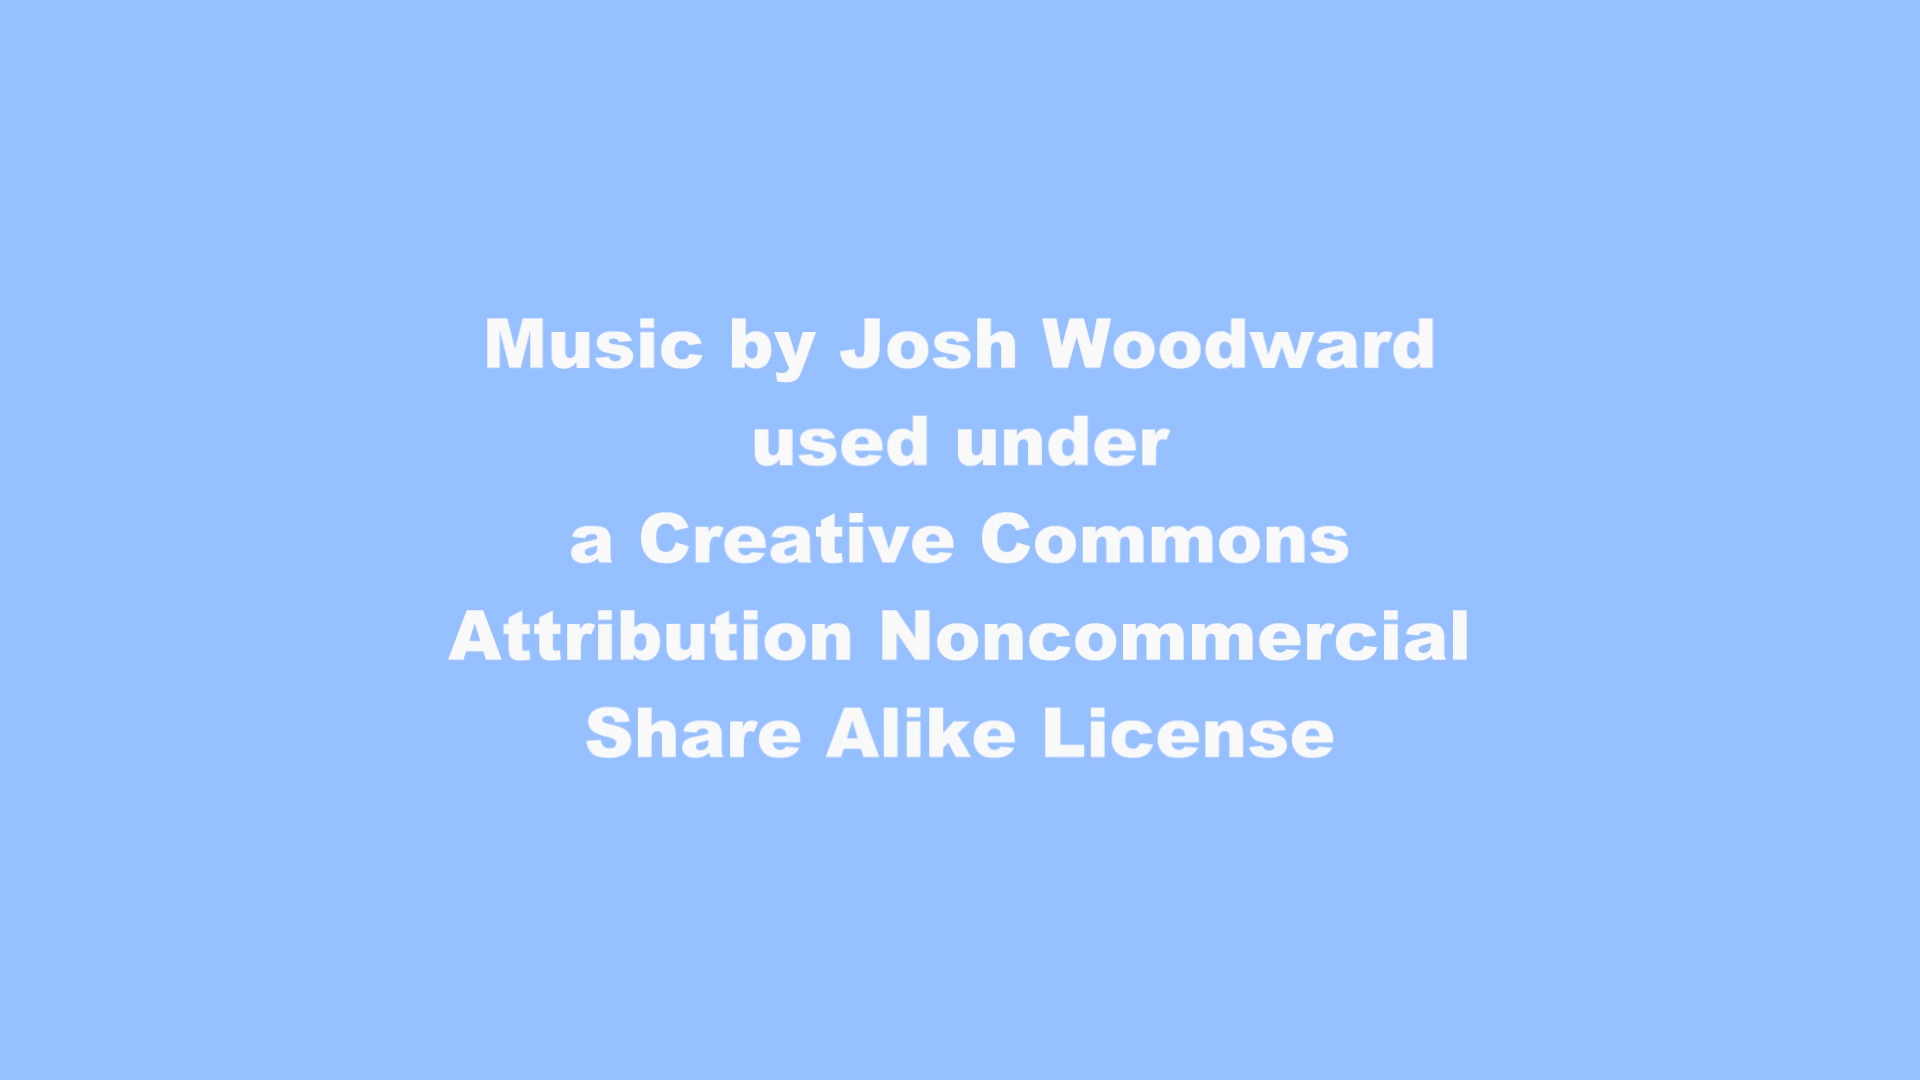 Music by Josh Woodward
used under
a Creative Commons
Attribution Noncommercial
Share Alike License